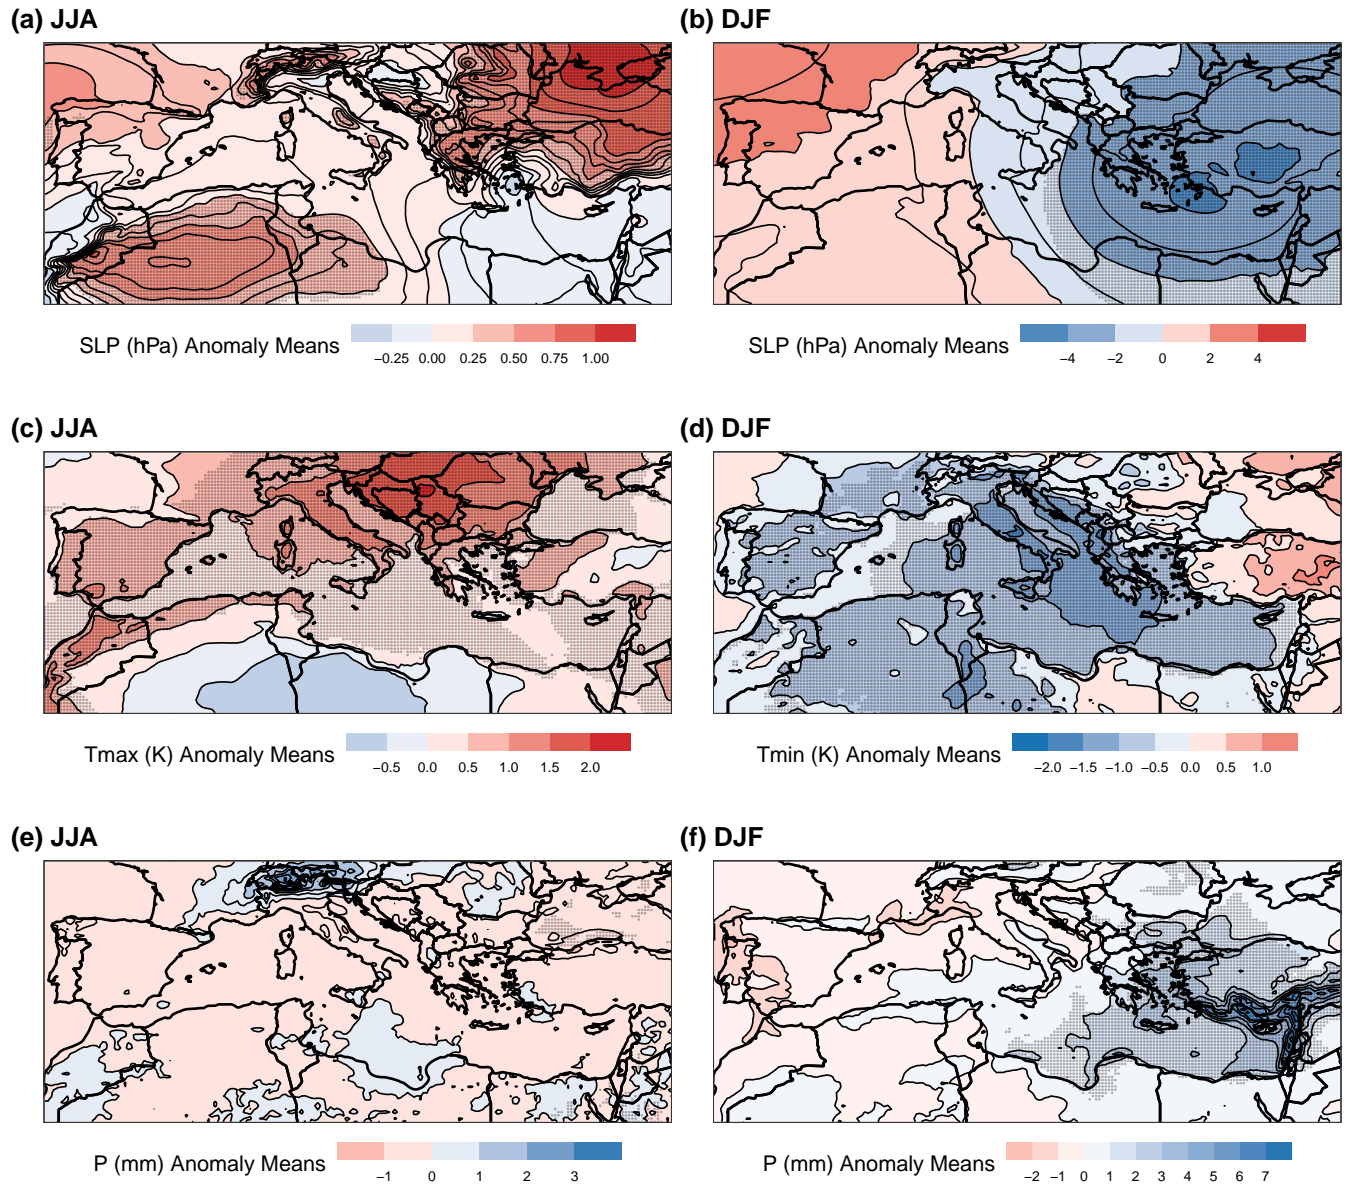 (a) JJA
(b) DJF
SLP (hPa) Anomaly Means
−0.25 0.00 0.25 0.50 0.75 1.00
SLP (hPa) Anomaly Means
−4 −2 0 2 4
(c) JJA
(d) DJF
Tmax (K) Anomaly Means
−0.5 0.0 0.5 1.0 1.5 2.0
Tmin (K) Anomaly Means
−2.0 −1.5 −1.0 −0.5 0.0 0.5 1.0
(e) JJA
(f) DJF
P (mm) Anomaly Means
−1 0 1 2 3
P (mm) Anomaly Means
−2 −1 0 1 2 3 4 5 6 7